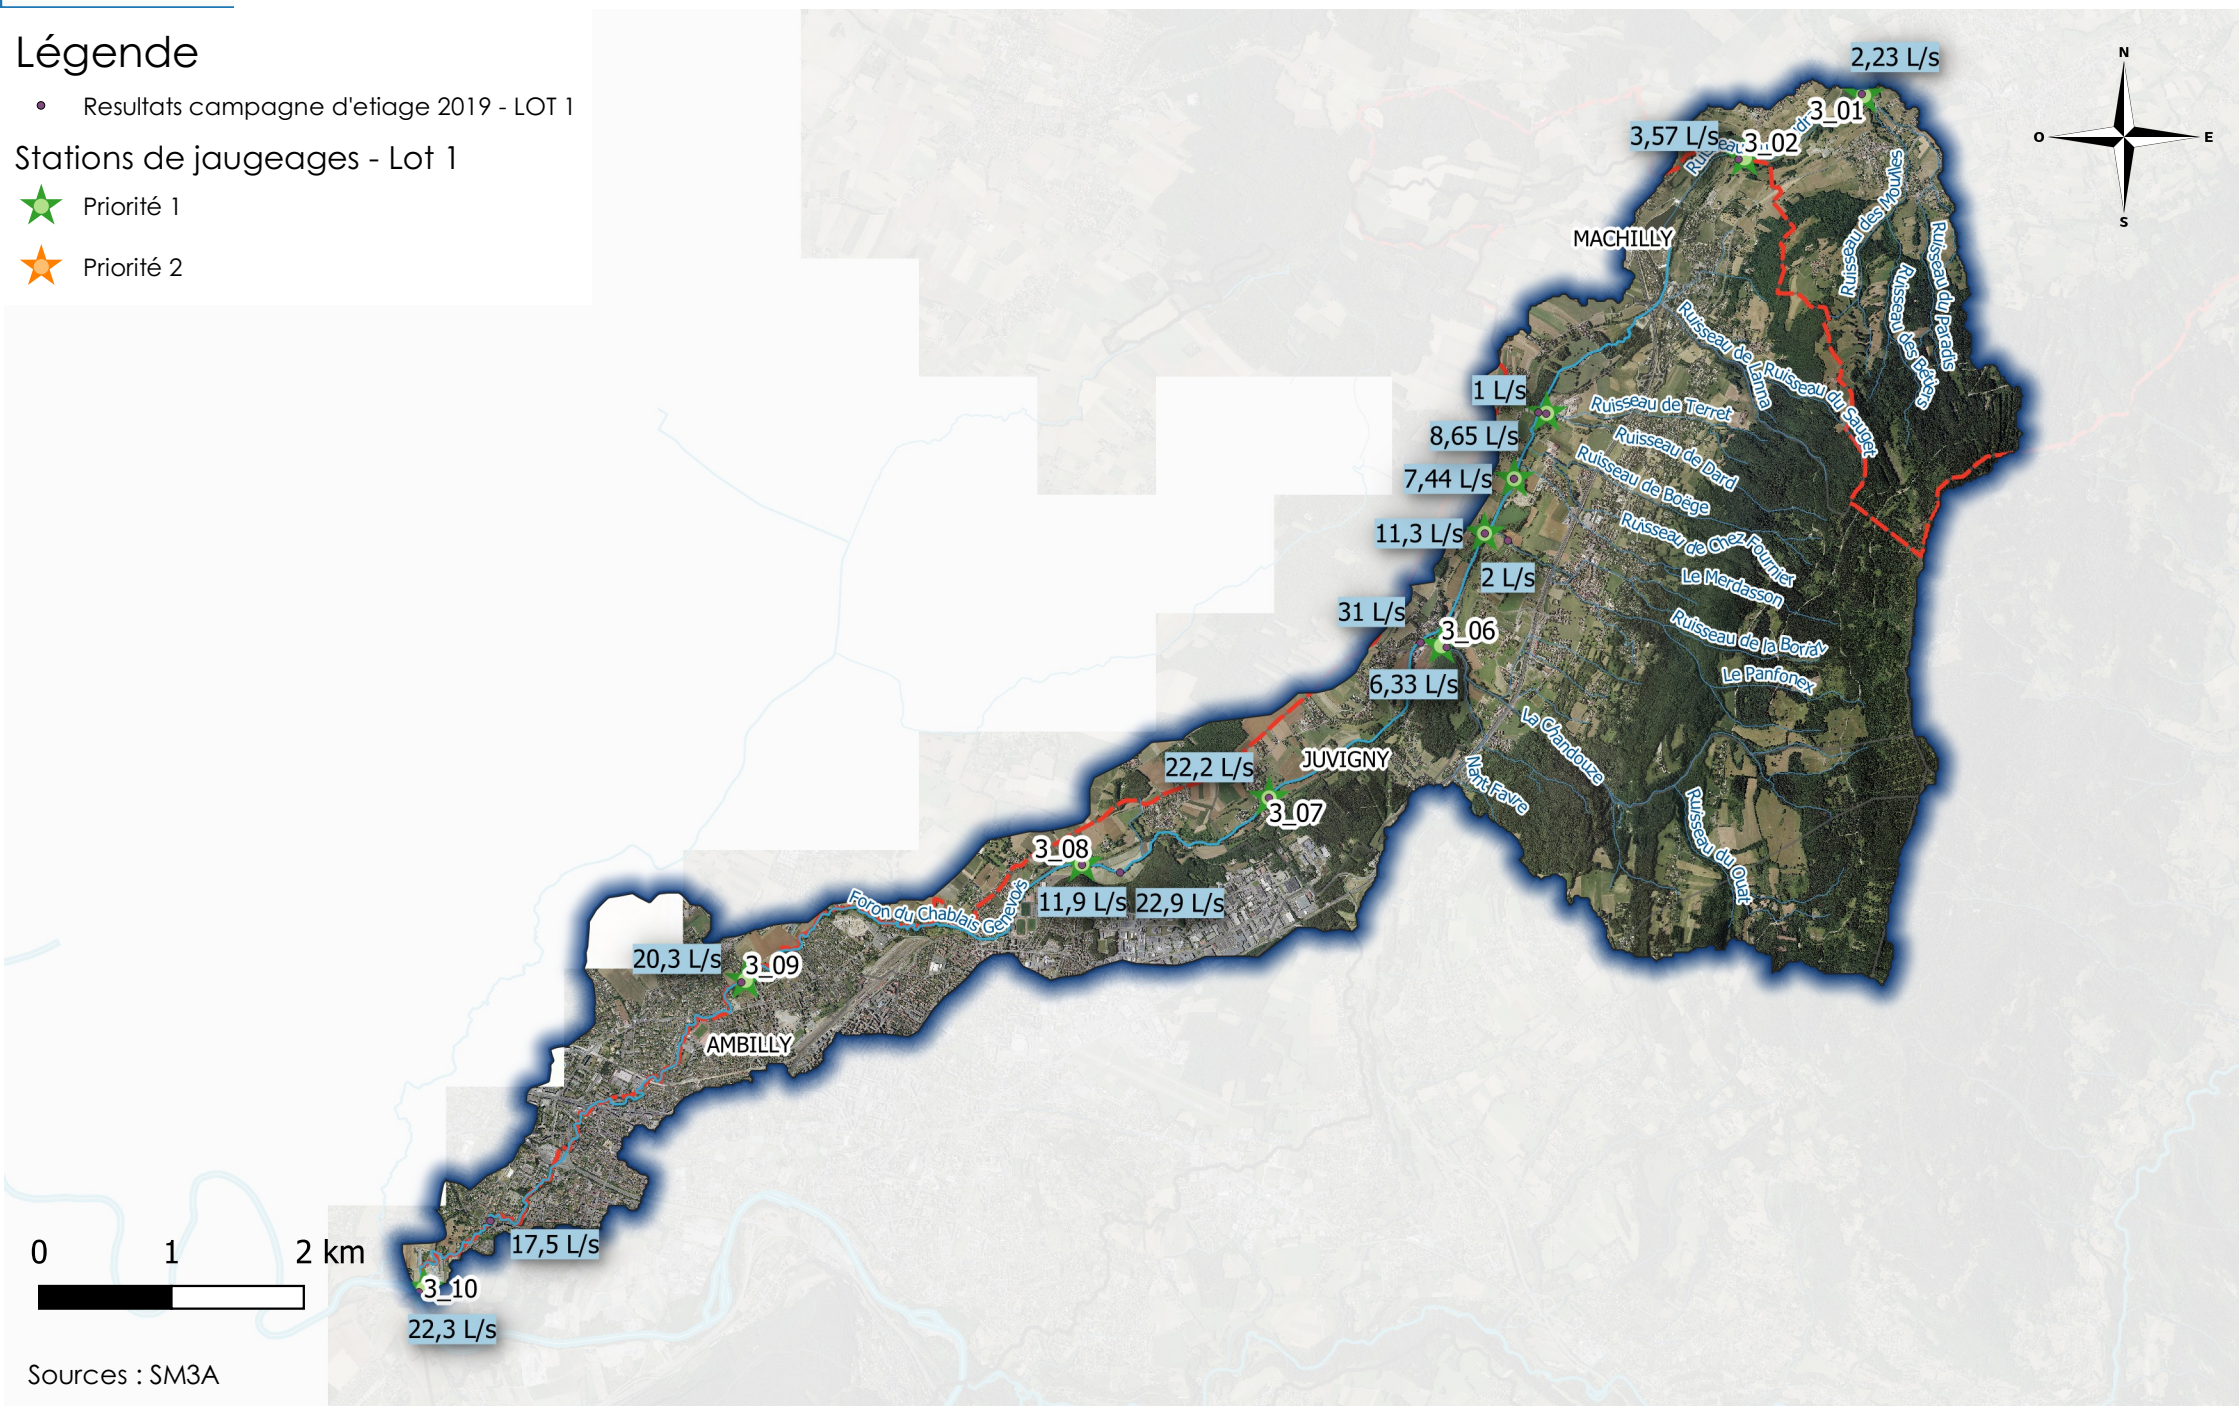 Légende
Resultats campagne d'etiage 2019 - LOT 1
Stations de jaugeages - Lot 1
Priorité 1
Priorité 2
N
O
E
S
2,23 L/s
3_01
3,57 L/s
3_02
MACHILLY
Ruisseau des Moynes
Ruisseau du Paradis
Ruisseau des Bétiers
Ruisseau de Lanna
Ruisseau du Sauget
1 L/s
Ruisseau de Terret
8,65 L/s
Ruisseau de Dard
7,44 L/s
Ruisseau de Boëge
11,3 L/s
Ruisseau de Chez Fournier
2 L/s
Le Merdasson
31 L/s
3_06
Ruisseau de la Boriaz
6,33 L/s
Le Panfonex
La Chandouze
JUVIGNY
22,2 L/s
Nant Favre
3_07
Ruisseau du Ouat
3_08
11,9 L/s
22,9 L/s
Foron du Chablais Genevois
20,3 L/s
3_09
AMBILLY
17,5 L/s
3_10
22,3 L/s
0 1 2 km
Sources : SM3A